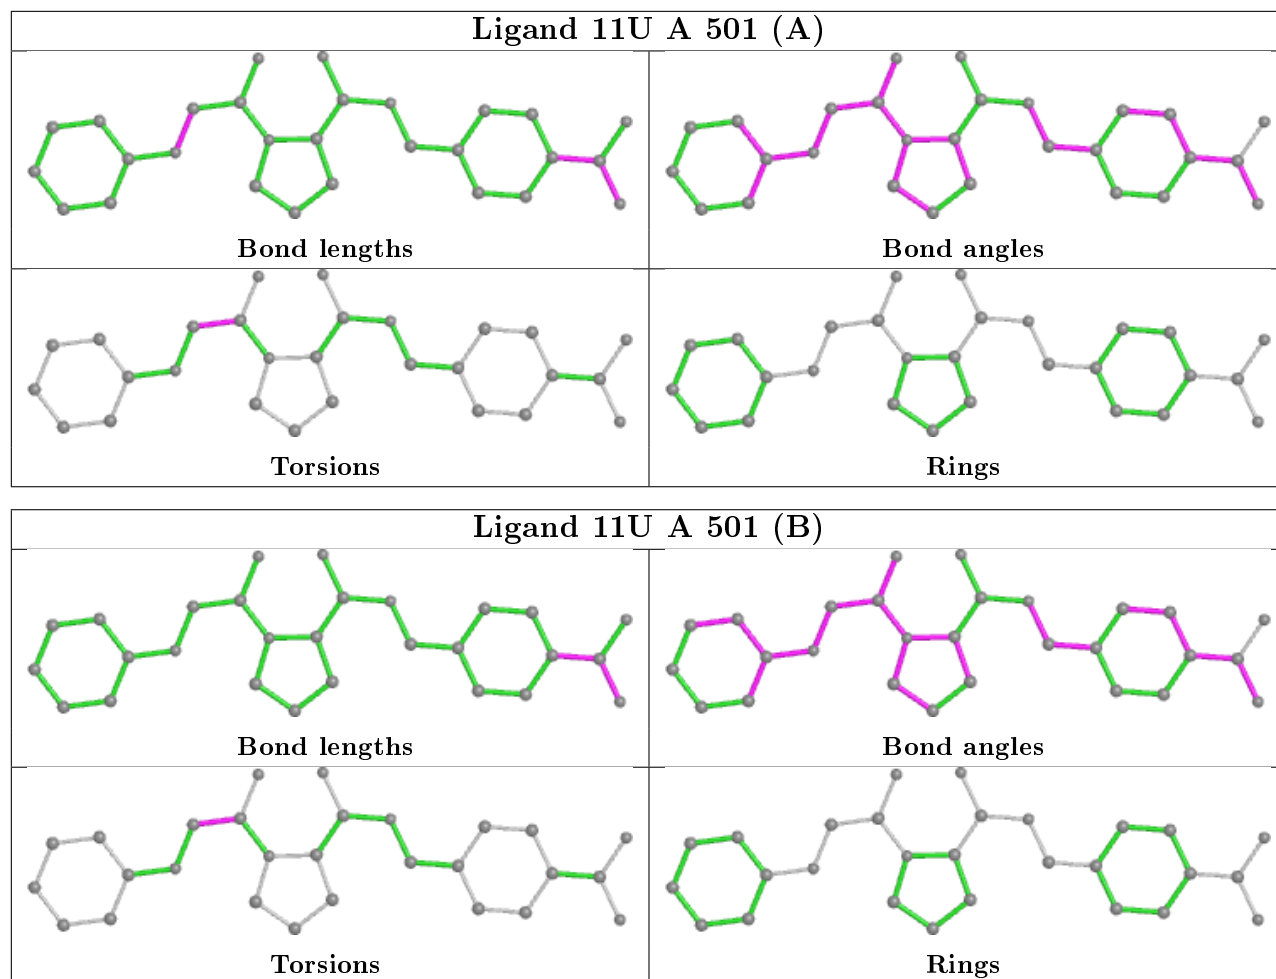 Ligand 11U A 501 (A)
Bond lengths
Bond angles
Torsions
Rings
Ligand 11U A 501 (B)
Bond lengths
Bond angles
Torsions
Rings